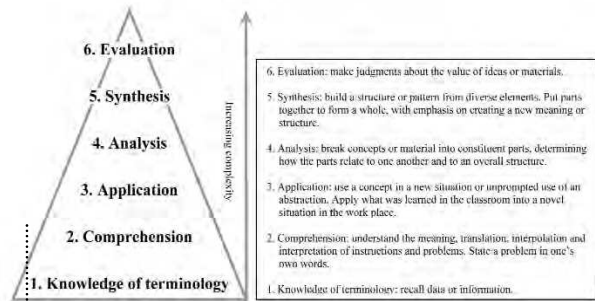 6. Evaluation
5. Synthesis
4. Analysis
3. Application
2. Comprehension
1. Knowledge of terminology
Increasing complexity
6. Evaluation: make judgments about the value of ideas or materials.
5. Synthesis: build a structure or pattern from diverse elements. Put parts
together to form a whole, with emphasis on creating a new meaning or
structure.
4. Analysis: break concepts or material into constituent parts, determining
how the parts relate to one another and to an overall structure.
3. Application: use a concept in a new situation or unprompted use of an
abstraction. Apply what was learned in the classroom into a novel
situation in the work place.
2. Comprehension: understand the meaning, translation, interpolation and
interpretation of instructions and problems. State a problem in one's
own words.
1. Knowledge of terminology: recall data or information.